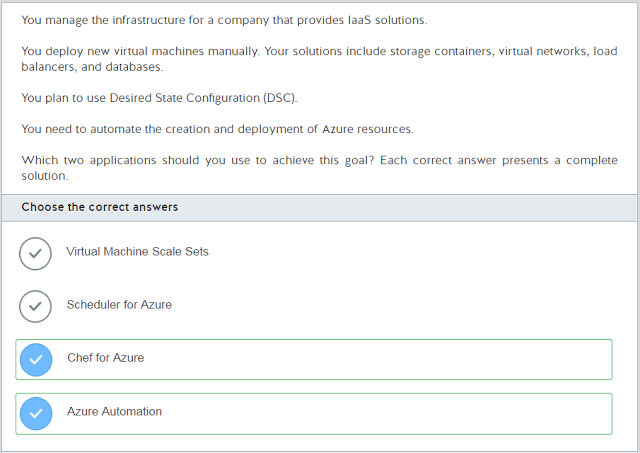 You manage the infrastructure for a company that provides IaaS solutions.
You deploy new virtual machines manually. Your solutions include storage containers, virtual networks, load
balancers, and databases.
You plan to use Desired State Configuration (DSC).
You need to automate the creation and deployment of Azure resources.
Which two applications should you use to achieve this goal? Each correct answer presents a complete
solution.
Choose the correct answers
Virtual Machine Scale Sets
Scheduler for Azure
Chef for Azure
Azure Automation